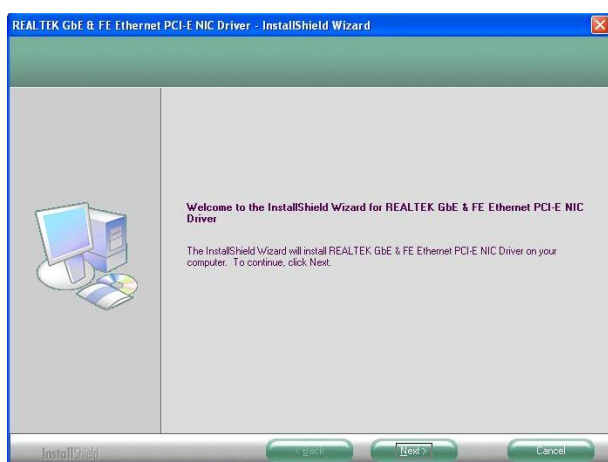 REALTEK GbE & FE Ethernet PCI-E NIC Driver - InstallShield Wizard
Welcome to the InstallShield Wizard for REALTEK GbE & FE Ethernet PCI-E NIC
Driver
The InstallShield Wizard will install REALTEK GbE & FE Ethernet PCI-E NIC Driver on your
computer. To continue, click Next.
InstallShield
< Back
Next >
Cancel